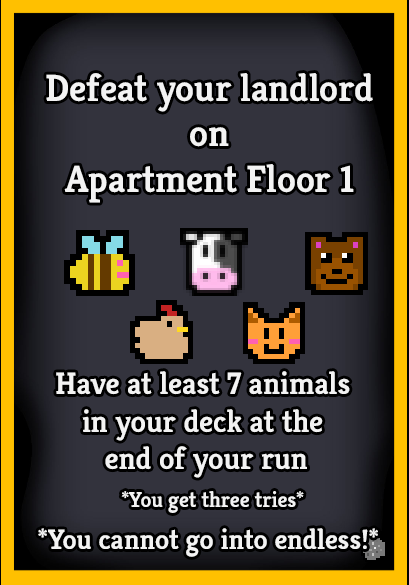 Defeat your landlord
on
Apartment Floor 1
Have at least 7 animals
in your deck at the
end of your run
*You get three tries*
*You cannot go into endless!*